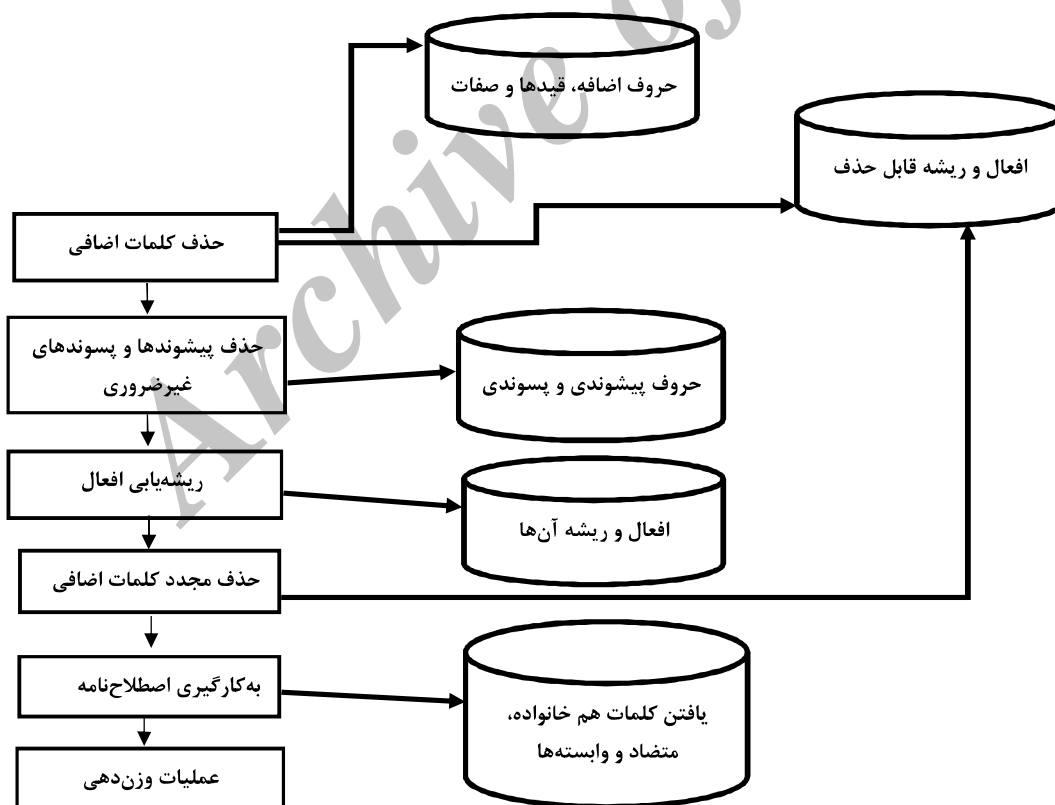 حروف اضافه، قیدها و صفات
افعال و ریشه قابل حذف
حذف کلمات اضافی
حذف پیشوندها و پسوندهای
غیرضروری
حروف پیشوندی و پسوندی
ریشه‌یابی افعال
افعال و ریشه آن‌ها
حذف مجدد کلمات اضافی
به‌کارگیری اصطلاح‌نامه
یافتن کلمات هم خانواده،
متضاد و وابسته‌ها
عملیات وزن‌دهی
Archive of